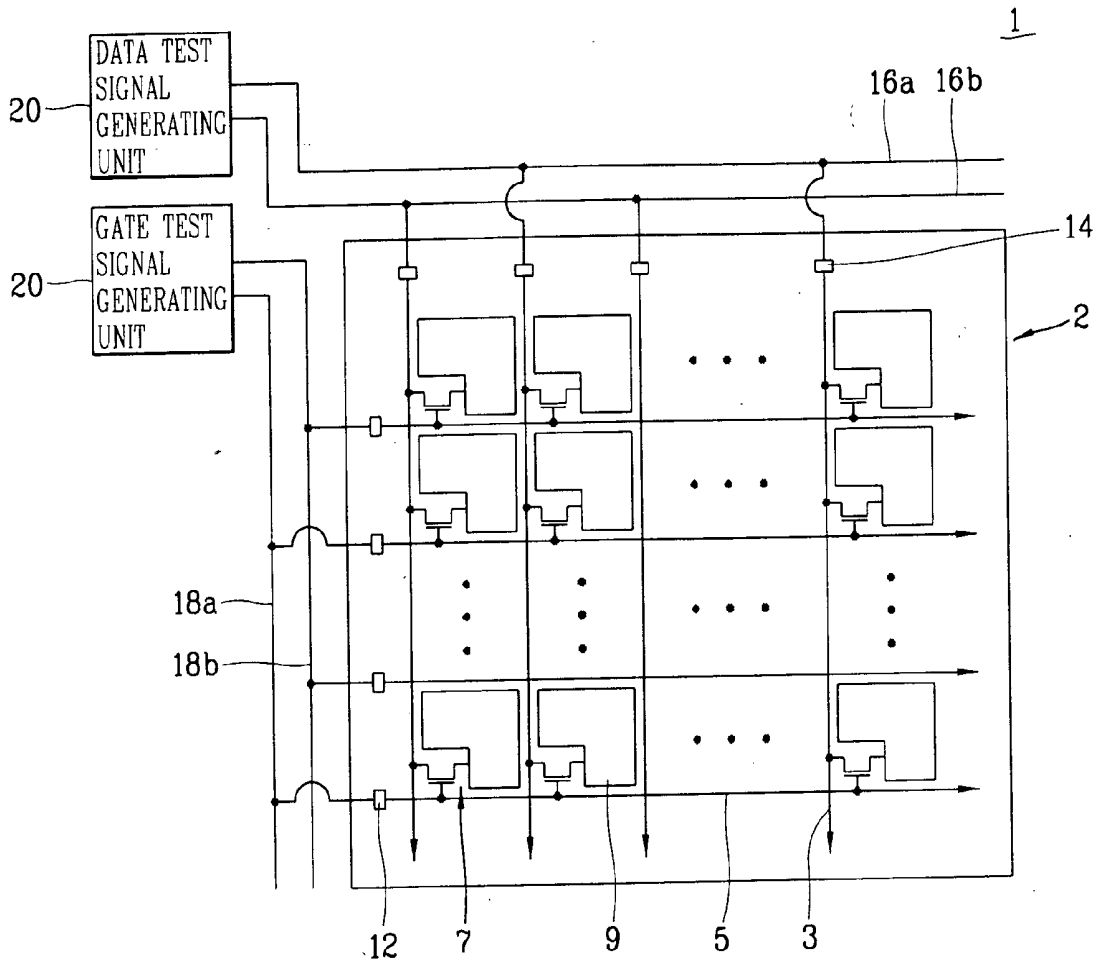 1
DATA TEST
SIGNAL
GENERATING
UNIT
20
16a 16b
GATE TEST
SIGNAL
GENERATING
UNIT
20
14
2
18a
18b
12 7 9 5 3